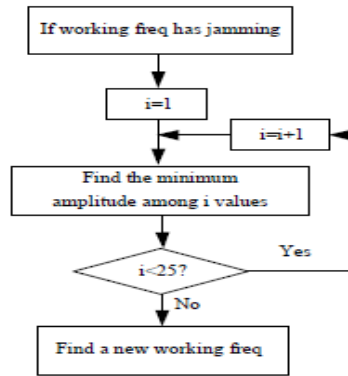 If working freq has jamming
i=1
i=i+1
Find the minimum
amplitude among i values
i<25?
Yes
No
Find a new working freq